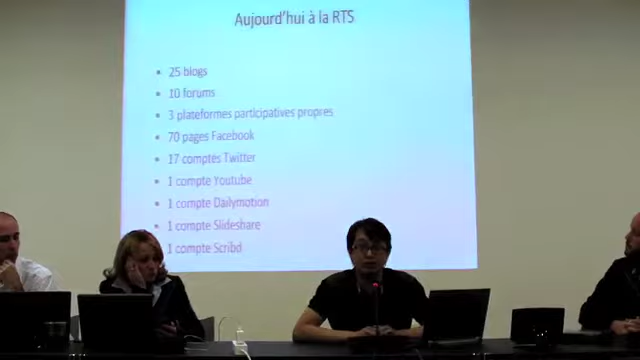 Aujourd'hui à la RTS
25 blogs
10 forums
3 plateformes participatives propres
70 pages Facebook
17 comptes Twitter
1 compte Youtube
1 compte Dailymotion
1 compte Slideshare
1 compte Scribd